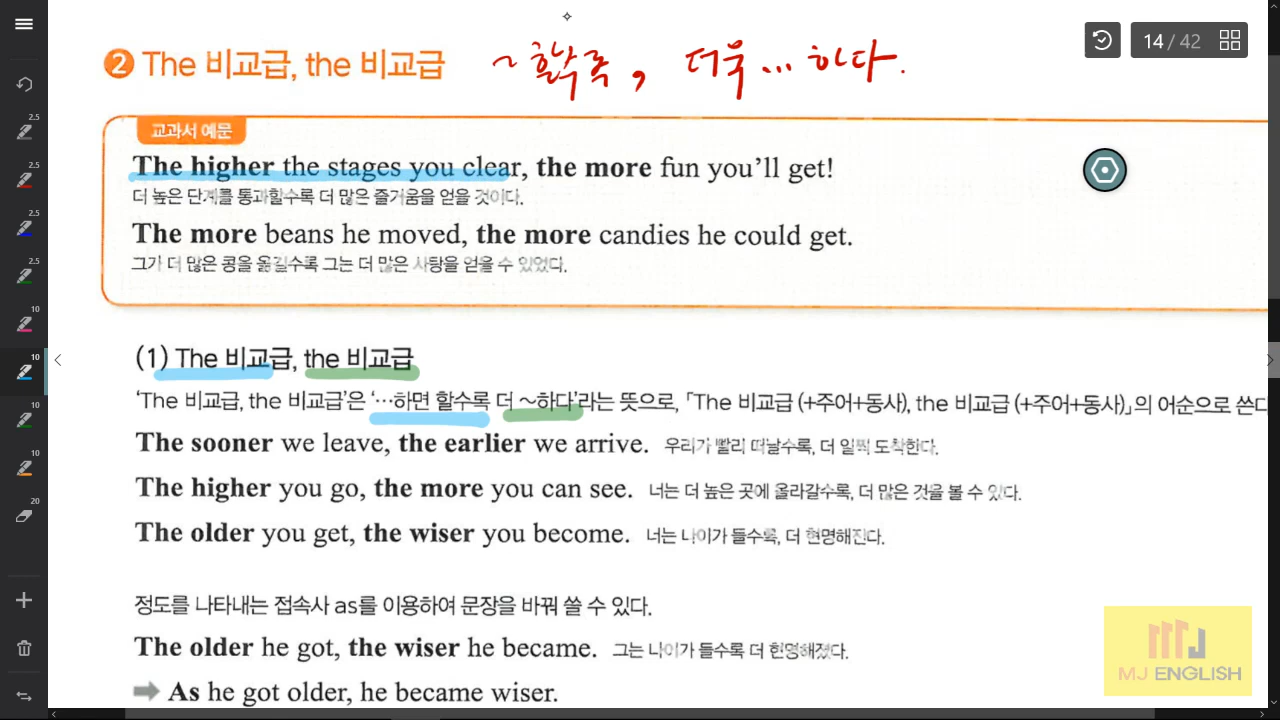 14 / 42
❷ The 비교급, the 비교급 ~ 할수록, 더욱 ... 하다.
교과서 예문
The higher the stages you clear, the more fun you'll get!
더 높은 단계를 통과할수록 더 많은 즐거움을 얻을 것이다.
The more beans he moved, the more candies he could get.
그가 더 많은 콩을 옮길수록 그는 더 많은 사탕을 얻을 수 있었다.
(1) The 비교급, the 비교급
'The 비교급, the 비교급'은 '…하면 할수록 더 ~하다'라는 뜻으로, 「The 비교급 (+주어+동사), the 비교급 (+주어+동사)」의 어순으로 쓴다
The sooner we leave, the earlier we arrive. 우리가 빨리 떠날수록, 더 일찍 도착한다.
The higher you go, the more you can see. 너는 더 높은 곳에 올라갈수록, 더 많은 것을 볼 수 있다.
The older you get, the wiser you become. 너는 나이가 들수록, 더 현명해진다.
정도를 나타내는 접속사 as를 이용하여 문장을 바꿔 쓸 수 있다.
The older he got, the wiser he became. 그는 나이가 들수록 더 현명해졌다.
➡ As he got older, he became wiser.
2.5
2.5
2.5
2.5
10
10
10
10
20
MJ ENGLISH